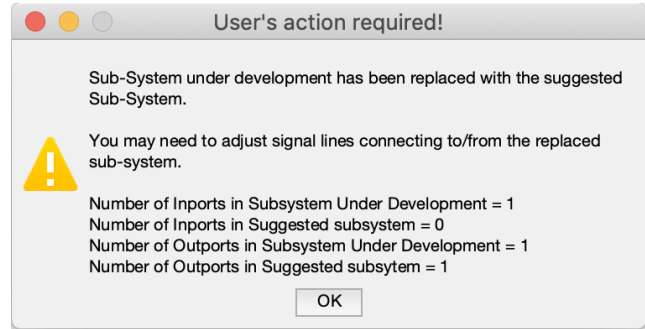 User's action required!
Sub-System under development has been replaced with the suggested
Sub-System.
You may need to adjust signal lines connecting to/from the replaced
sub-system.
Number of Inports in Subsystem Under Development = 1
Number of Inports in Suggested subsystem = 0
Number of Outports in Subsystem Under Development = 1
Number of Outports in Suggested subsytem = 1
OK